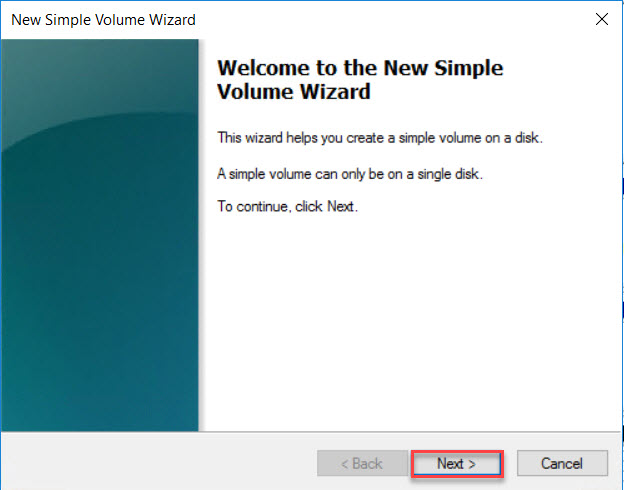 New Simple Volume Wizard
Welcome to the New Simple
Volume Wizard
This wizard helps you create a simple volume on a disk.
A simple volume can only be on a single disk.
To continue, click Next.
< Back
Next >
Cancel